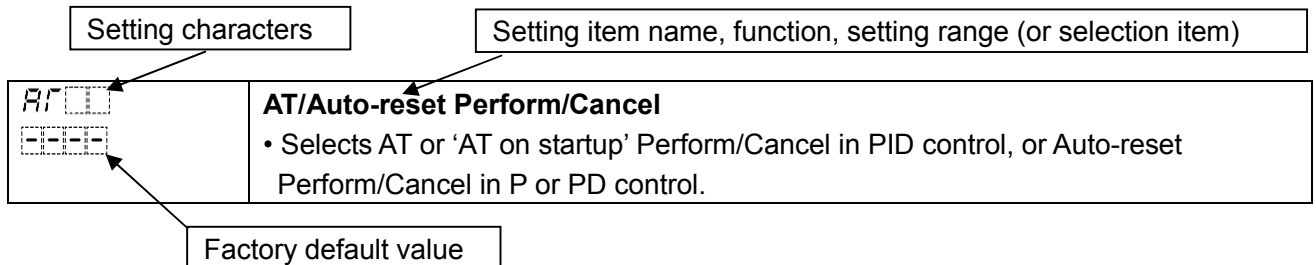 Setting characters
Setting item name, function, setting range (or selection item)
AT
AT/Auto-reset Perform/Cancel
----
• Selects AT or ‘AT on startup’ Perform/Cancel in PID control, or Auto-reset
Perform/Cancel in P or PD control.
Factory default value